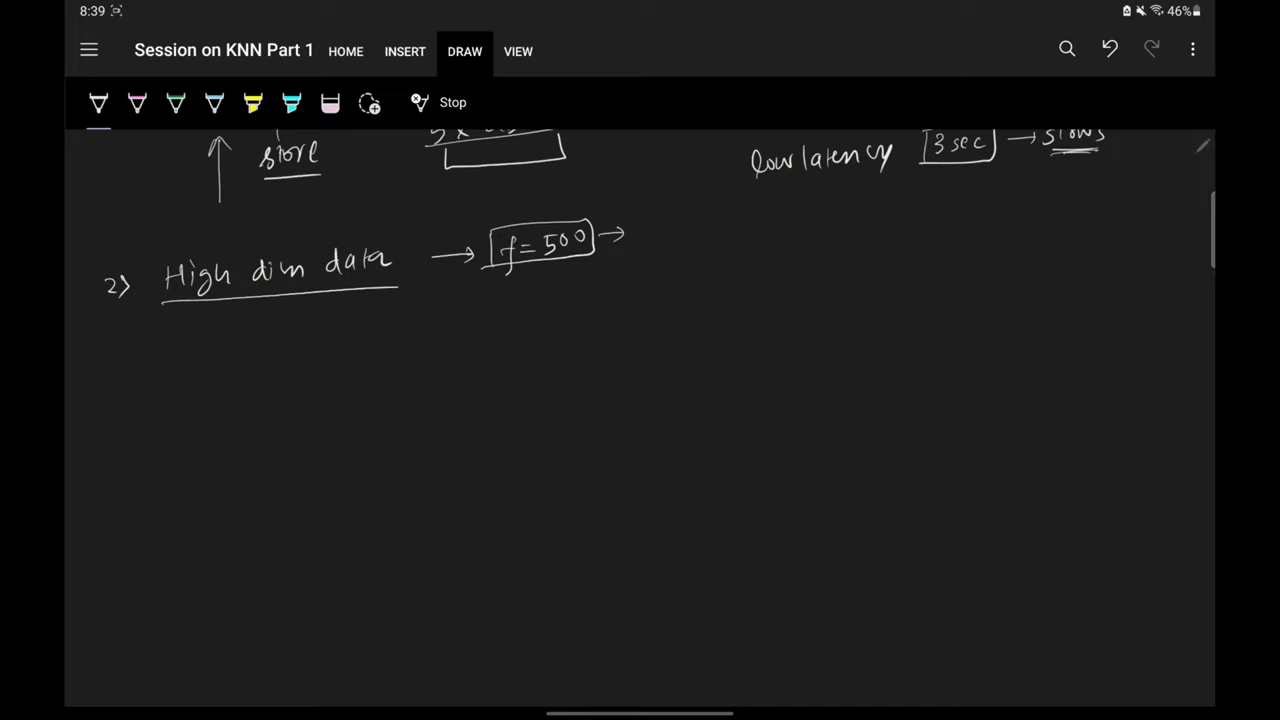 8:39 46%
Session on KNN Part 1 HOME INSERT DRAW VIEW
Stop
store
low latency 3 sec → slows
2) High dim data → f = 500 →